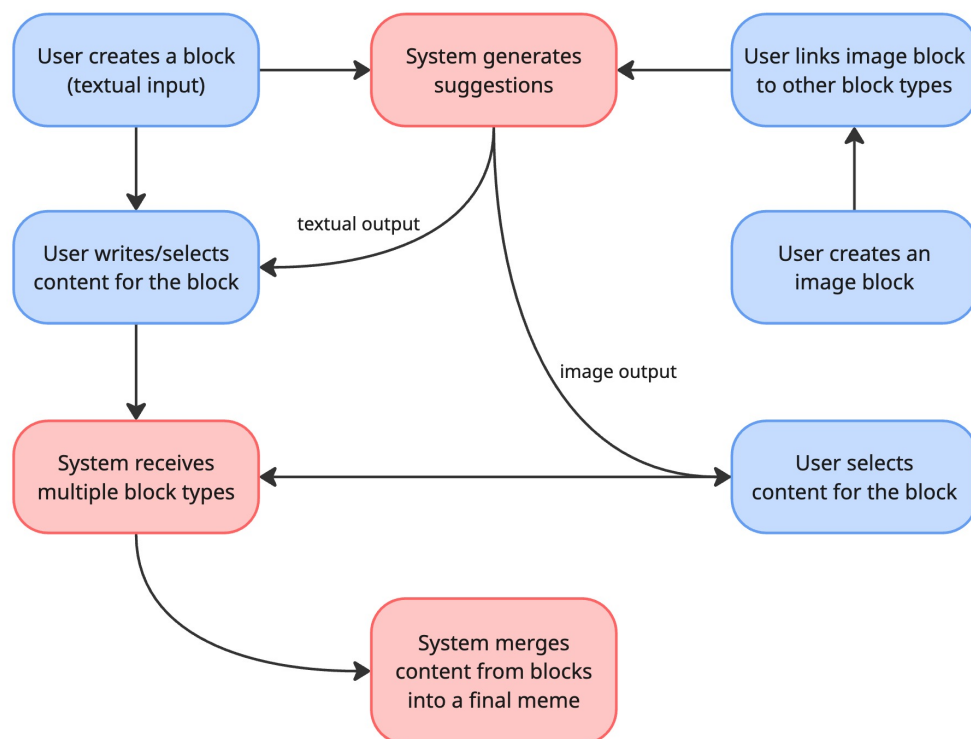 User creates a block
(textual input)
System generates
suggestions
User links image block
to other block types
User writes/selects
content for the block
textual output
User creates an
image block
image output
System receives
multiple block types
User selects
content for the block
System merges
content from blocks
into a final meme